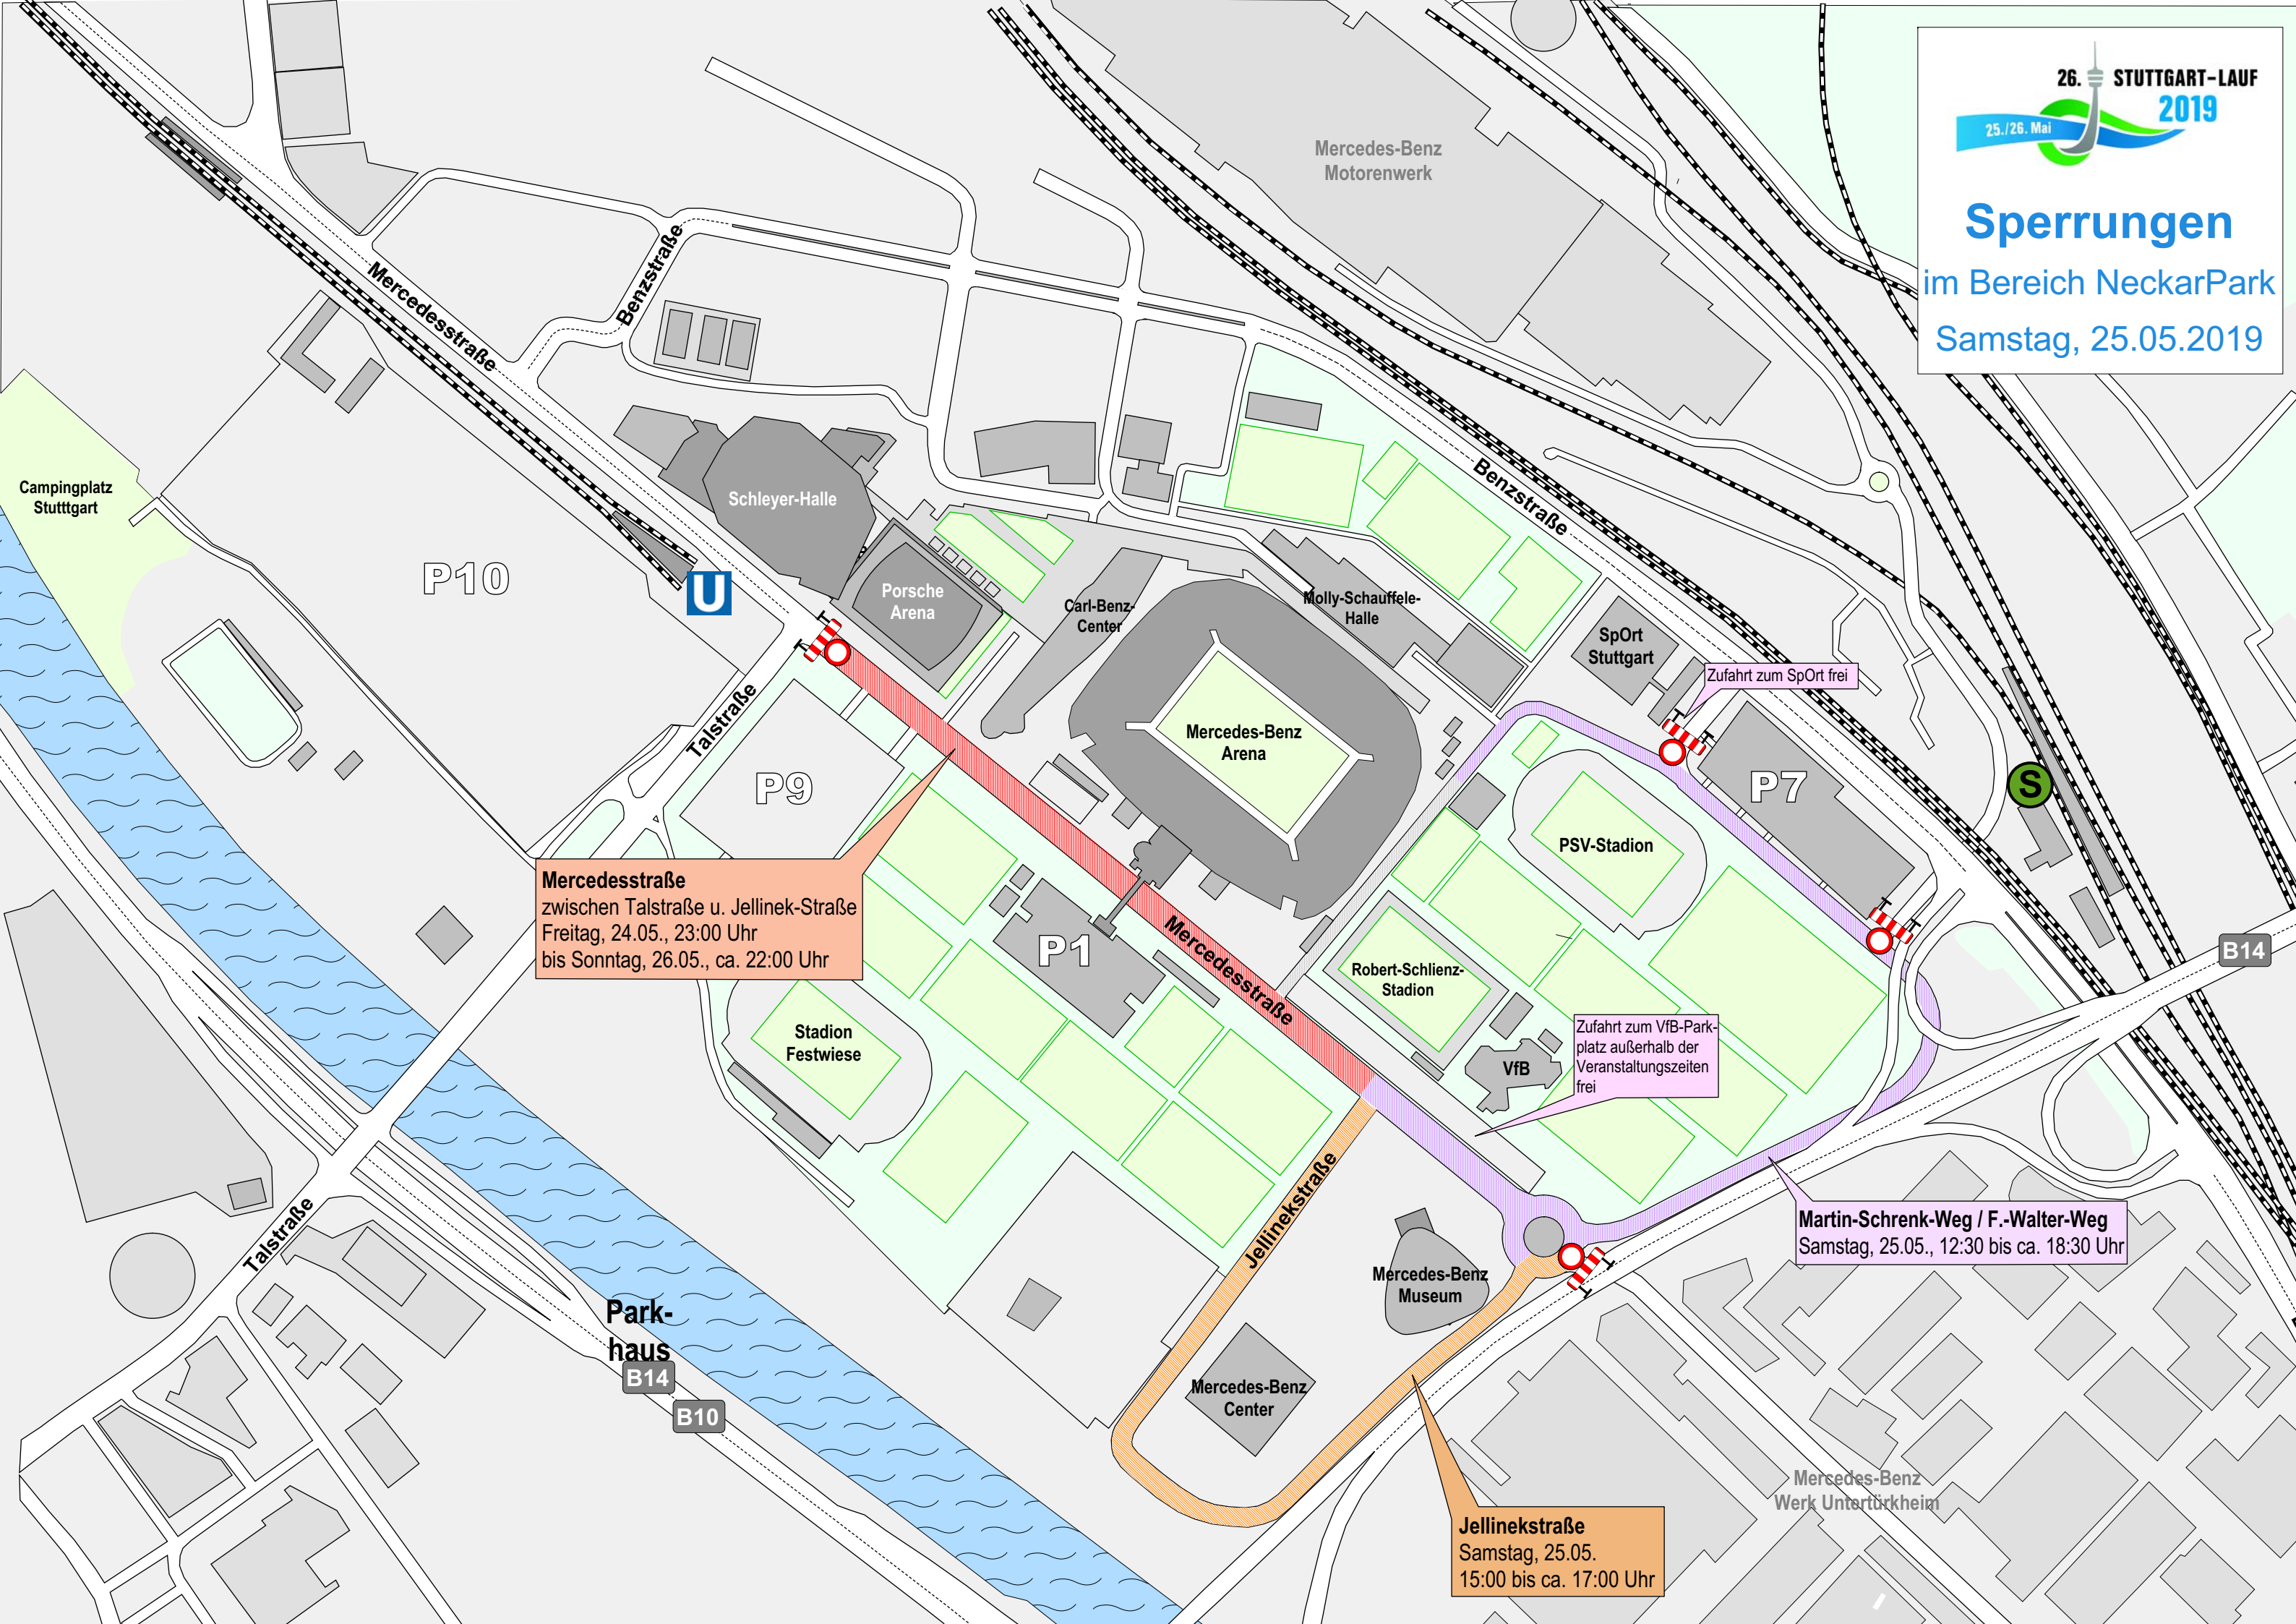 26. STUTTGART-LAUF
2019
25./26. Mai
Sperrungen
im Bereich NeckarPark
Samstag, 25.05.2019
Mercedes-Benz
Motorenwerk
Benzstraße
Mercedesstraße
Campingplatz
Stutttgart
P10
U
Schleyer-Halle
Porsche
Arena
Carl-Benz-
Center
Molly-Schauffele-
Halle
Benzstraße
SpOrt
Stuttgart
Zufahrt zum SpOrt frei
Talstraße
P9
Mercedes-Benz
Arena
P7
S
PSV-Stadion
Mercedesstraße
zwischen Talstraße u. Jellinek-Straße
Freitag, 24.05., 23:00 Uhr
bis Sonntag, 26.05., ca. 22:00 Uhr
P1
Mercedesstraße
Robert-Schlienz-
Stadion
B14
Stadion
Festwiese
VfB
Zufahrt zum VfB-Park-
platz außerhalb der
Veranstaltungszeiten
frei
Jellinekstraße
Martin-Schrenk-Weg / F.-Walter-Weg
Samstag, 25.05., 12:30 bis ca. 18:30 Uhr
Talstraße
Mercedes-Benz
Museum
Park-
haus
B14
B10
Mercedes-Benz
Center
Mercedes-Benz
Werk Untertürkheim
Jellinekstraße
Samstag, 25.05.
15:00 bis ca. 17:00 Uhr